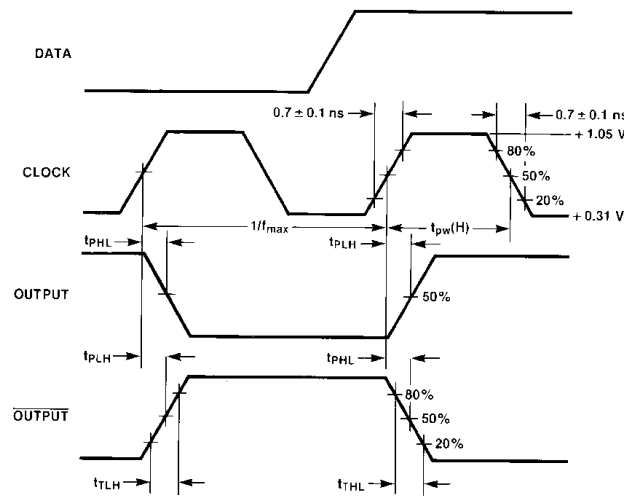 DATA
0.7 ± 0.1 ns
0.7 ± 0.1 ns
+ 1.05 V
80%
CLOCK
50%
20%
+ 0.31 V
1/fmax
tpw(H)
tPHL
tPLH
OUTPUT
50%
tPLH
tPHL
80%
OUTPUT
50%
20%
tTLH
tTHL